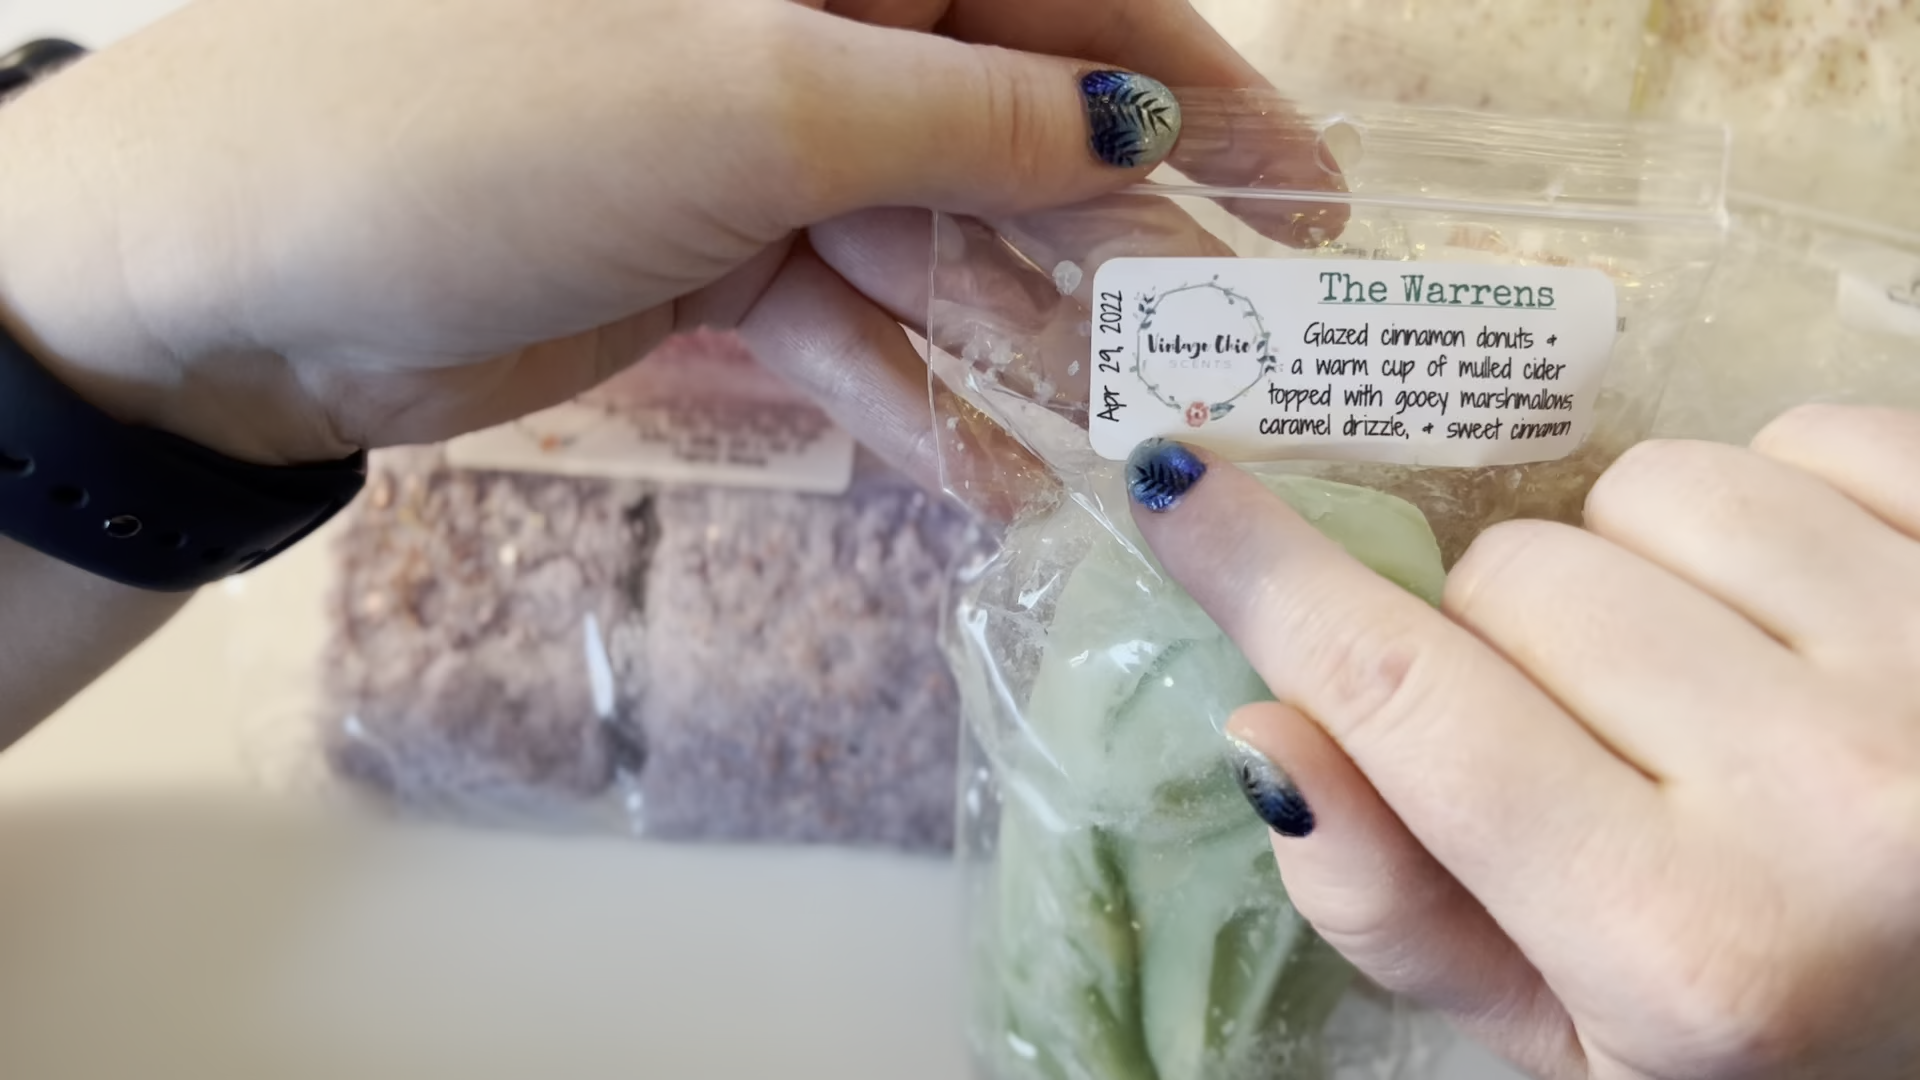 The Warrens
Apr 29, 2022
Vintage Chic
SCENTS
Glazed cinnamon donuts &
a warm cup of mulled cider
topped with gooey marshmallows
caramel drizzle, & sweet cinnamon